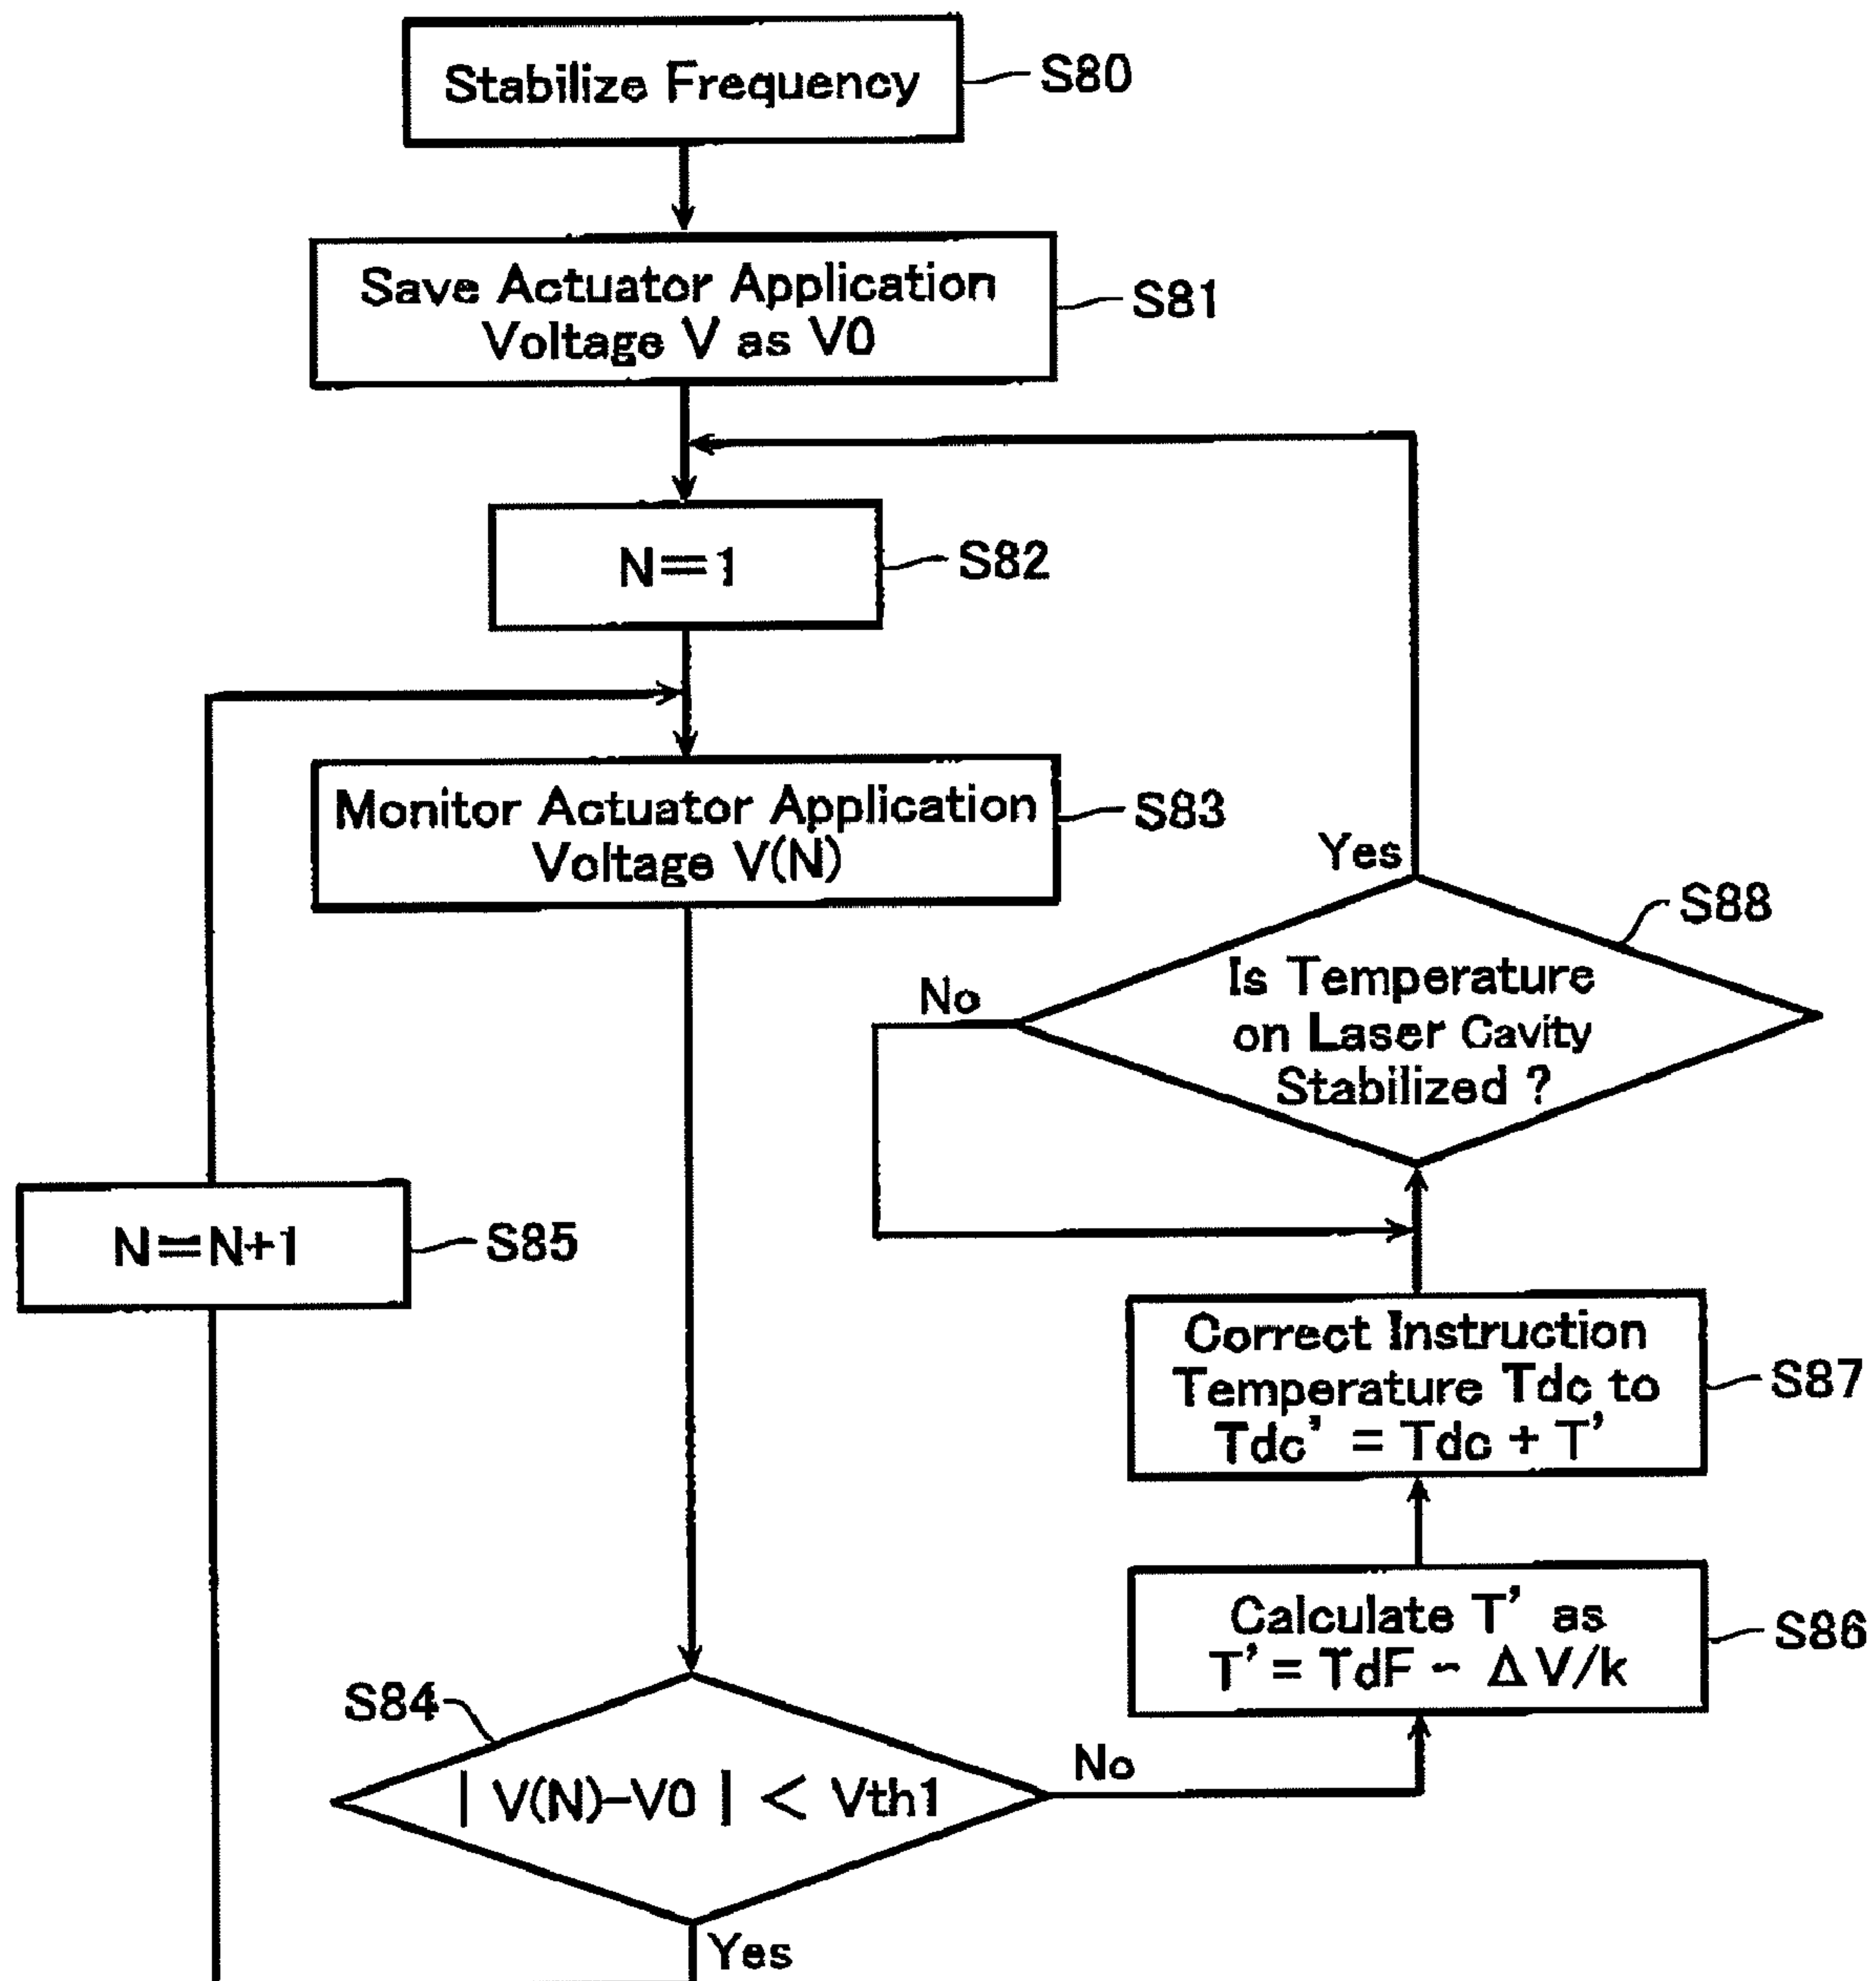 Stabilize Frequency
S80
Save Actuator Application
Voltage V as V0
S81
N=1
S82
Monitor Actuator Application
Voltage V(N)
S83
Yes
S88
Is Temperature
on Laser Cavity
Stabilized ?
No
N=N+1
S85
Correct Instruction
Temperature Tdc to
Tdc' = Tdc + T'
S87
Calculate T' as
T' = TdF - ΔV/k
S86
S84
| V(N)-V0 | < Vth1
No
Yes